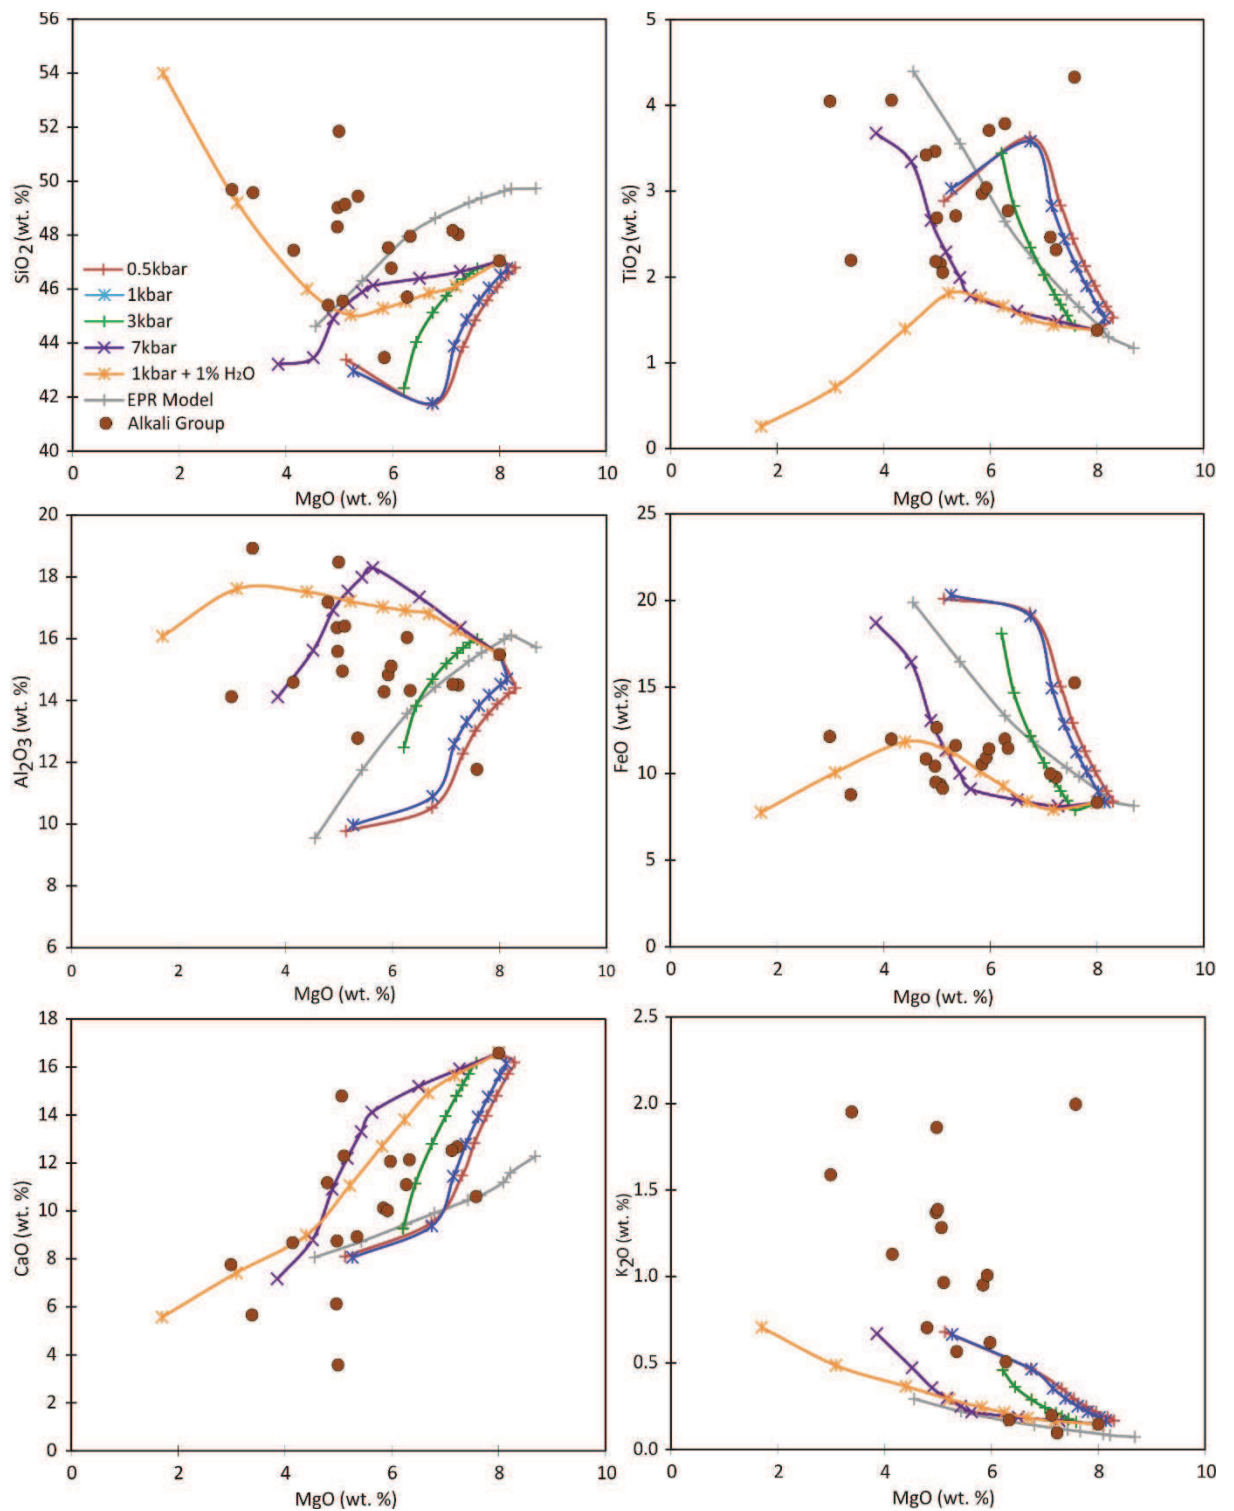 56
54
52
50
48
46
44
42
40
SiO2 (wt. %)
0.5kbar
1kbar
3kbar
7kbar
1kbar + 1% H2O
EPR Model
Alkali Group
0 2 4 6 8 10
MgO (wt. %)
5
4
3
2
1
0
TiO2 (wt. %)
0 2 4 6 8 10
MgO (wt. %)
20
18
16
14
12
10
8
6
Al2O3 (wt. %)
0 2 4 6 8 10
MgO (wt. %)
25
20
15
10
5
0
FeO (wt.%)
0 2 4 6 8 10
Mgo (wt. %)
18
16
14
12
10
8
6
4
2
0
CaO (wt. %)
0 2 4 6 8 10
MgO (wt. %)
2.5
2.0
1.5
1.0
0.5
0.0
K2O (wt. %)
0 2 4 6 8 10
MgO (wt. %)